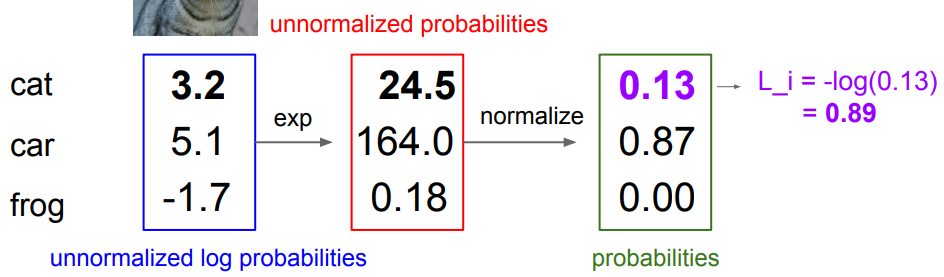 unnormalized probabilities
cat 3.2 24.5 0.13 L_i = -log(0.13)
= 0.89
exp normalize
car 5.1 164.0 0.87
frog -1.7 0.18 0.00
unnormalized log probabilities probabilities